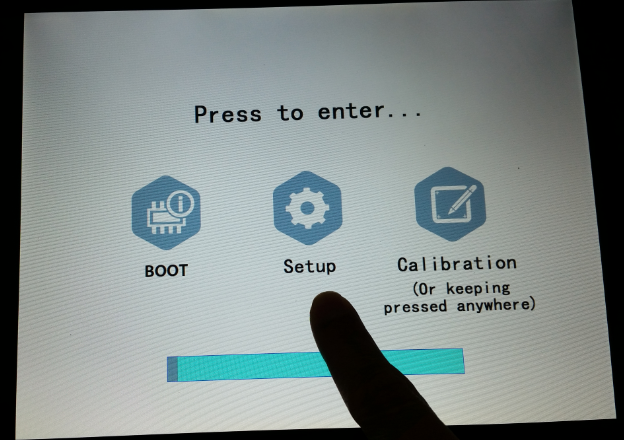 Press to enter...
BOOT
Setup
Calibration
(Or keeping
pressed anywhere)